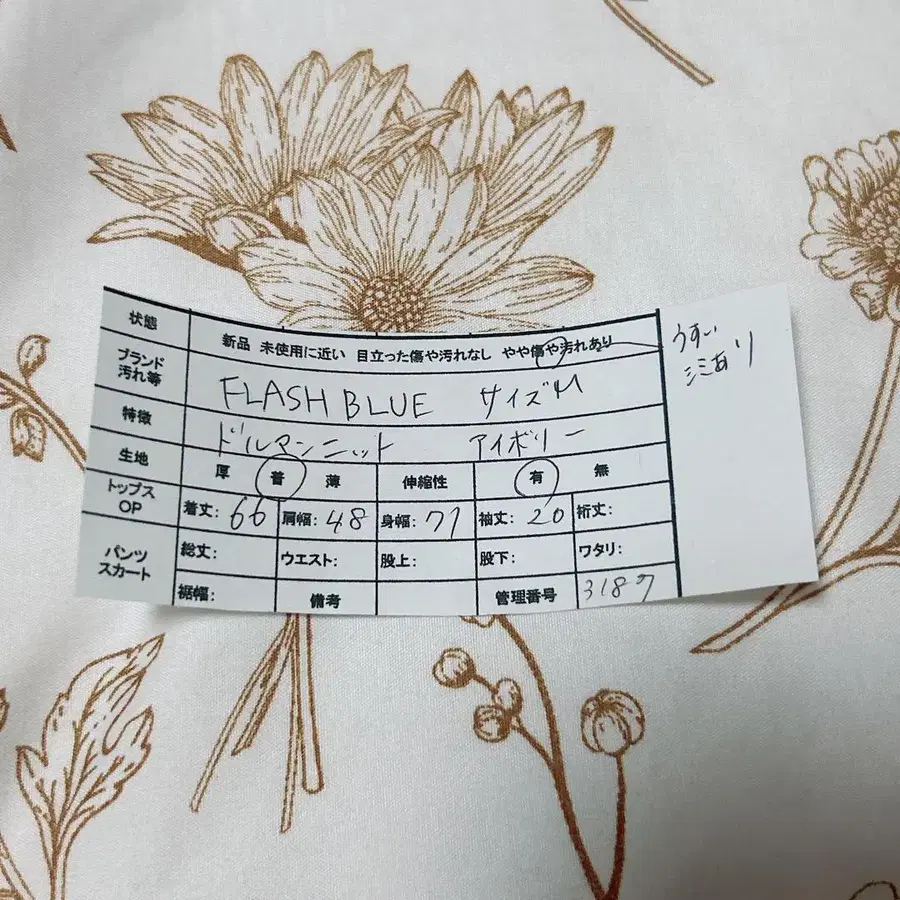 状態 新品 未使用に近い 目立った傷や汚れなし やや傷や汚れあり
うすい
シミあり
ブランド
汚れ等
FLASH BLUE サイズM
特徴 ドルマンニット アイボリー
生地 厚 普 薄 伸縮性 有 無
トップス
OP
着丈: 66 肩幅: 48 身幅: 71 袖丈: 20 裄丈:
パンツ
スカート
総丈: ウエスト: 股上: 股下: ワタリ:
裾幅: 備考 管理番号 3187